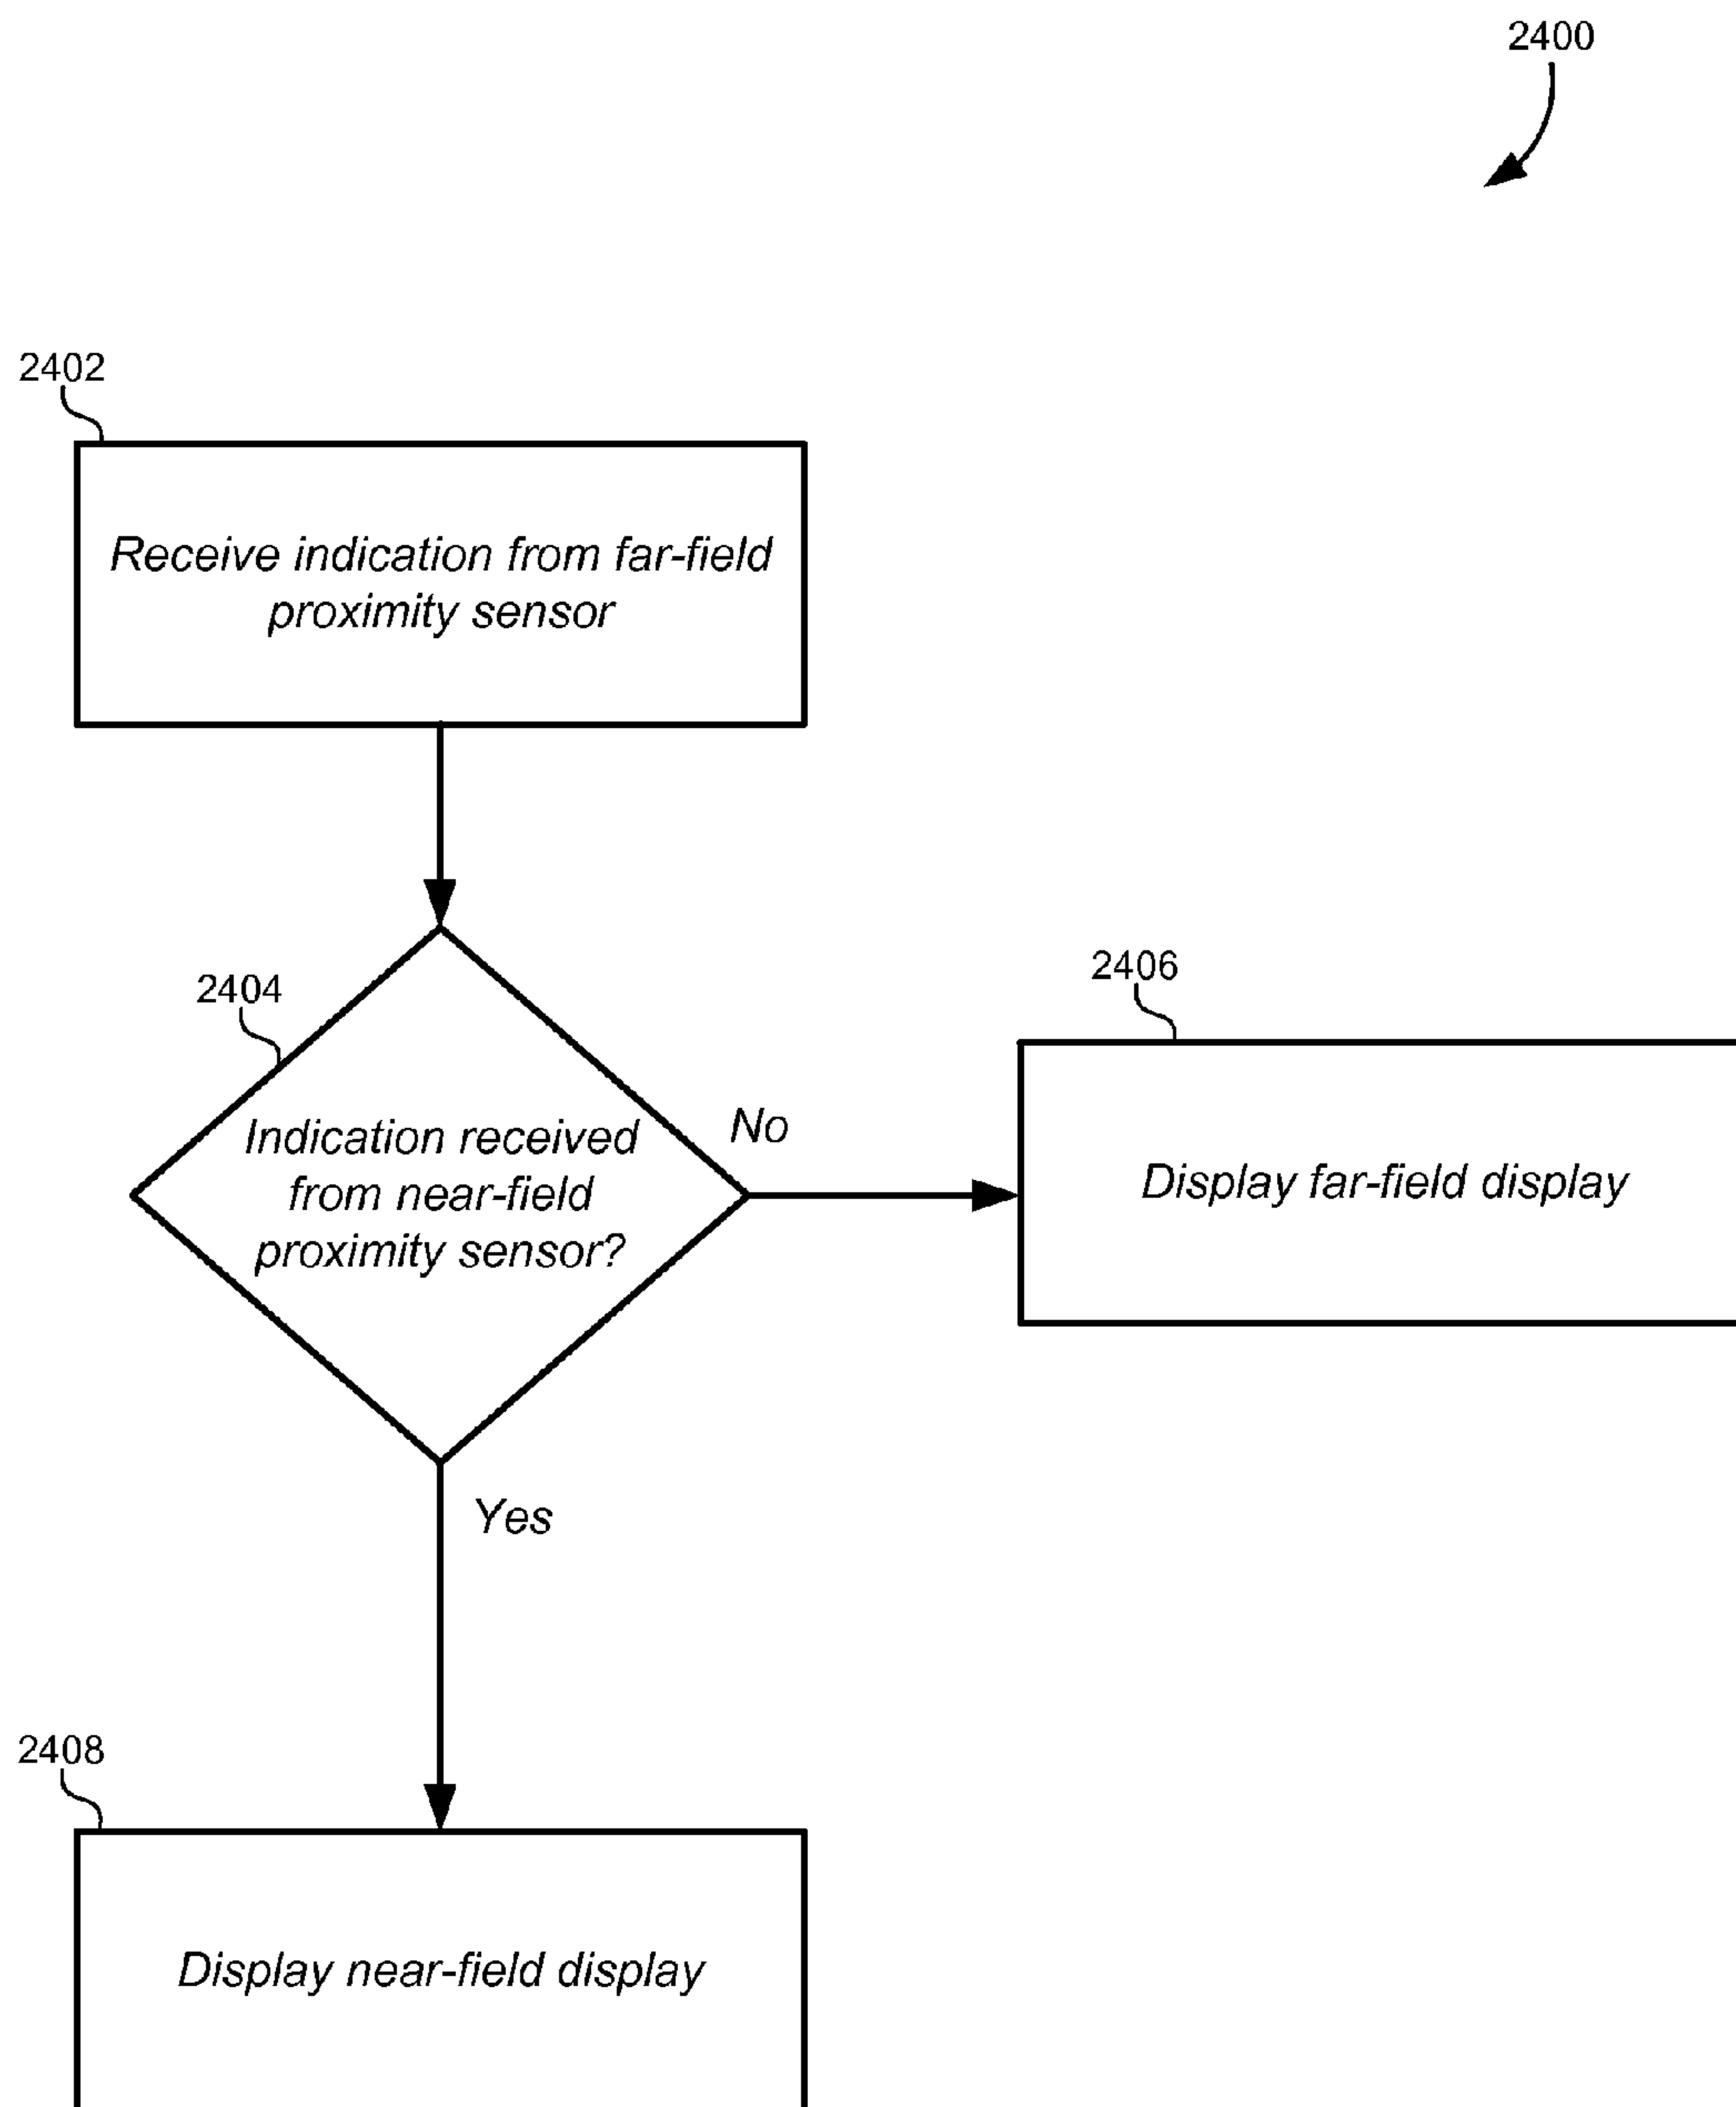 2400
2402
Receive indication from far-field
proximity sensor
2404
Indication received
from near-field
proximity sensor?
No
2406
Display far-field display
Yes
2408
Display near-field display